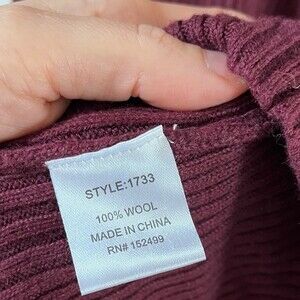 STYLE:1733
100% WOOL
MADE IN CHINA
RN# 152499